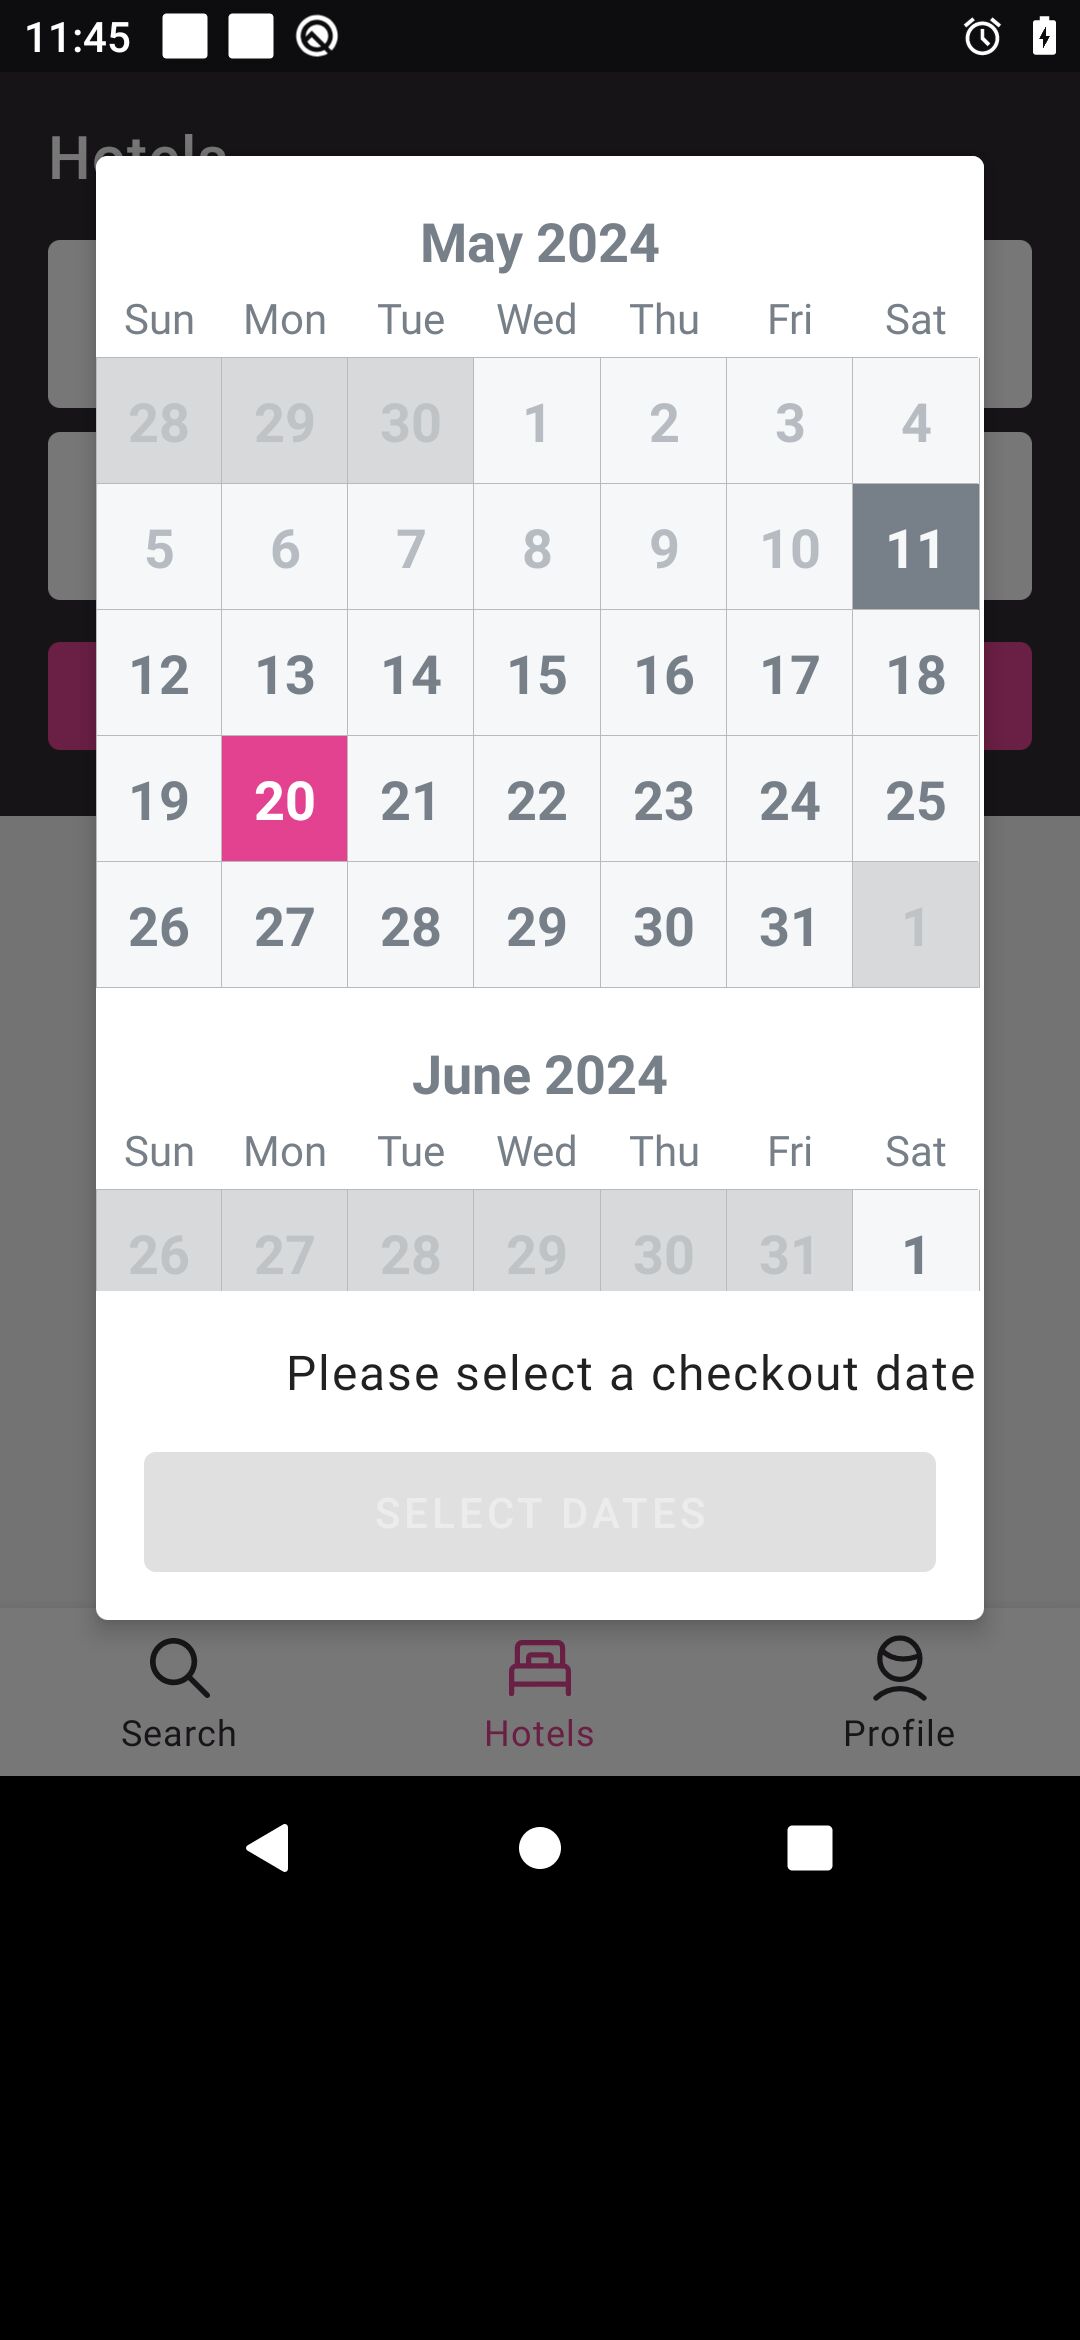 11:45
Hotels
May 2024
Sun Mon Tue Wed Thu Fri Sat
28 29 30 1 2 3 4
5 6 7 8 9 10 11
12 13 14 15 16 17 18
19 20 21 22 23 24 25
26 27 28 29 30 31 1
June 2024
Sun Mon Tue Wed Thu Fri Sat
26 27 28 29 30 31 1
Please select a checkout date
SELECT DATES
Search Hotels Profile